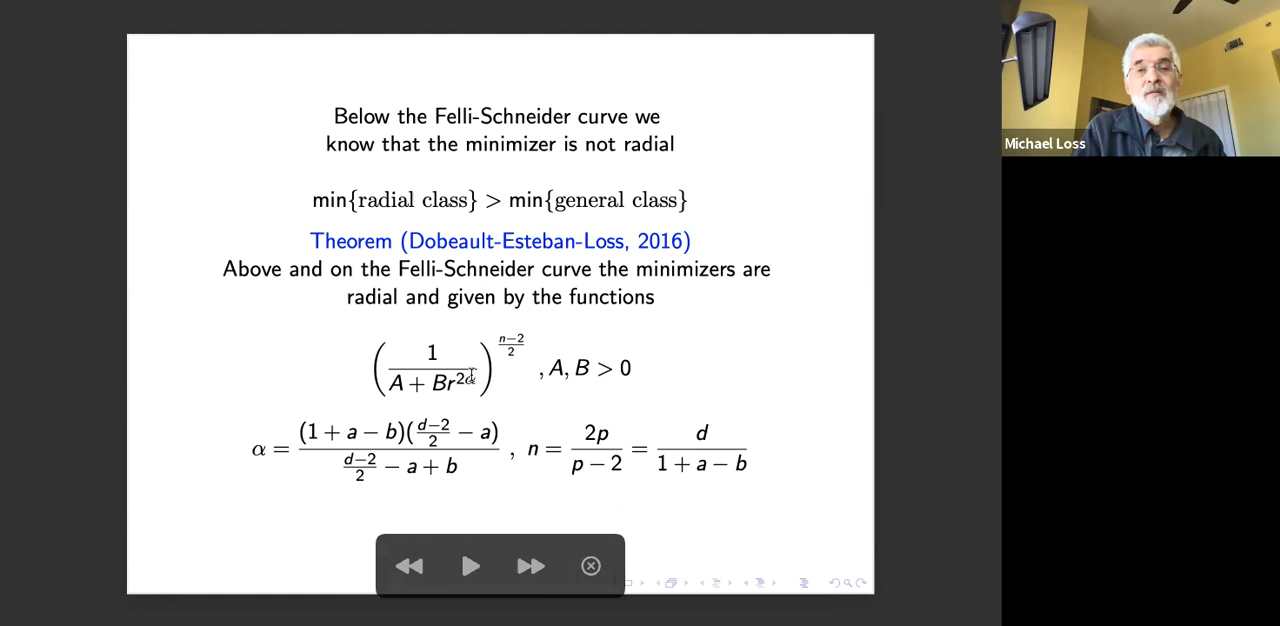 Below the Felli-Schneider curve we
know that the minimizer is not radial
min{radial class} > min{general class}
Theorem (Dobeault-Esteban-Loss, 2016)
Above and on the Felli-Schneider curve the minimizers are
radial and given by the functions
(1 / (A + Br^{2α}))^{(n−2)/2} , A, B > 0
α = (1 + a − b)((d−2)/2 − a) / ((d−2)/2 − a + b) , n = 2p / (p − 2) = d / (1 + a − b)
Michael Loss